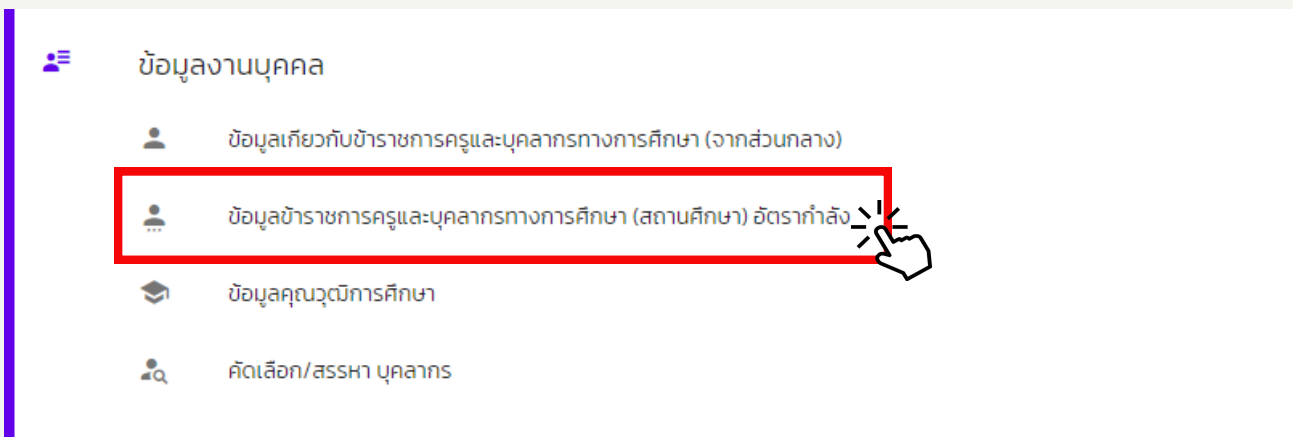 ข้อมูลงานบุคคล
ข้อมูลเกี่ยวกับข้าราชการครูและบุคลากรทางการศึกษา (จากส่วนกลาง)
ข้อมูลข้าราชการครูและบุคลากรทางการศึกษา (สถานศึกษา) อัตรากำลัง
ข้อมูลคุณวุฒิการศึกษา
คัดเลือก/สรรหา บุคลากร